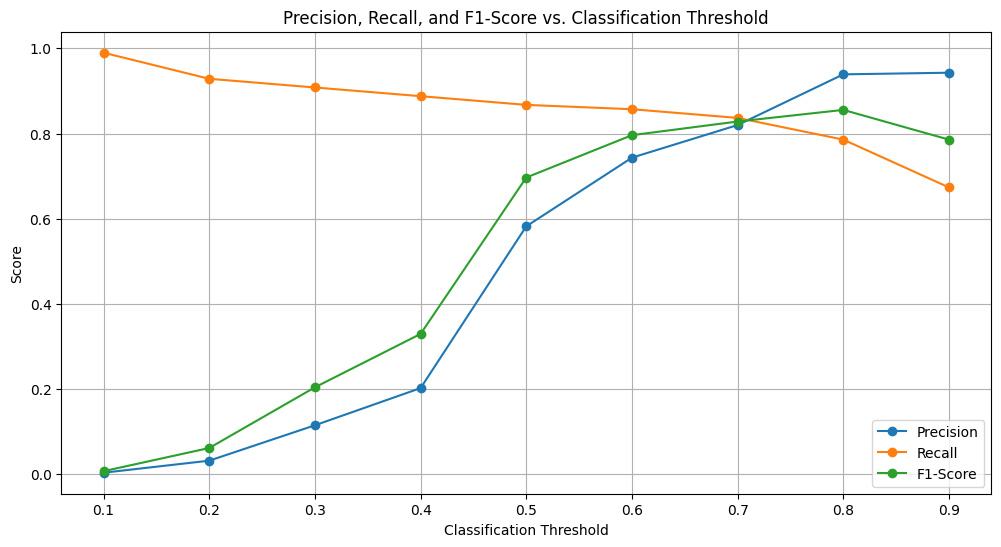 Precision, Recall, and F1-Score vs. Classification Threshold
1.0
0.8
0.6
0.4
0.2
0.0
Score
0.1 0.2 0.3 0.4 0.5 0.6 0.7 0.8 0.9
Classification Threshold
Precision
Recall
F1-Score